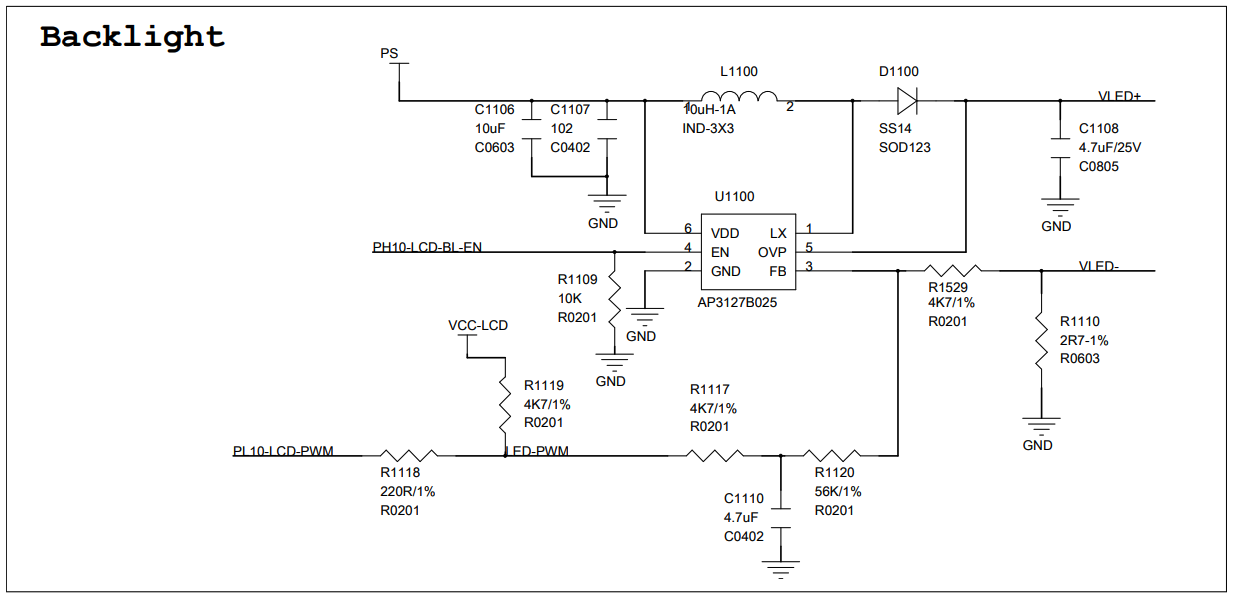 Backlight
PS
L1100
D1100
1
2
VLED+
C1106
10uF
C0603
C1107
102
C0402
10uH-1A
IND-3X3
SS14
SOD123
C1108
4.7uF/25V
C0805
GND
GND
U1100
6
VDD
LX
1
PH10-LCD-BL-EN
4
EN
OVP
5
2
GND
FB
3
VLED-
AP3127B025
R1109
10K
R0201
GND
GND
R1529
4K7/1%
R0201
R1110
2R7-1%
R0603
GND
VCC-LCD
R1119
4K7/1%
R0201
R1117
4K7/1%
R0201
PL10-LCD-PWM
LED-PWM
R1118
220R/1%
R0201
R1120
56K/1%
R0201
C1110
4.7uF
C0402